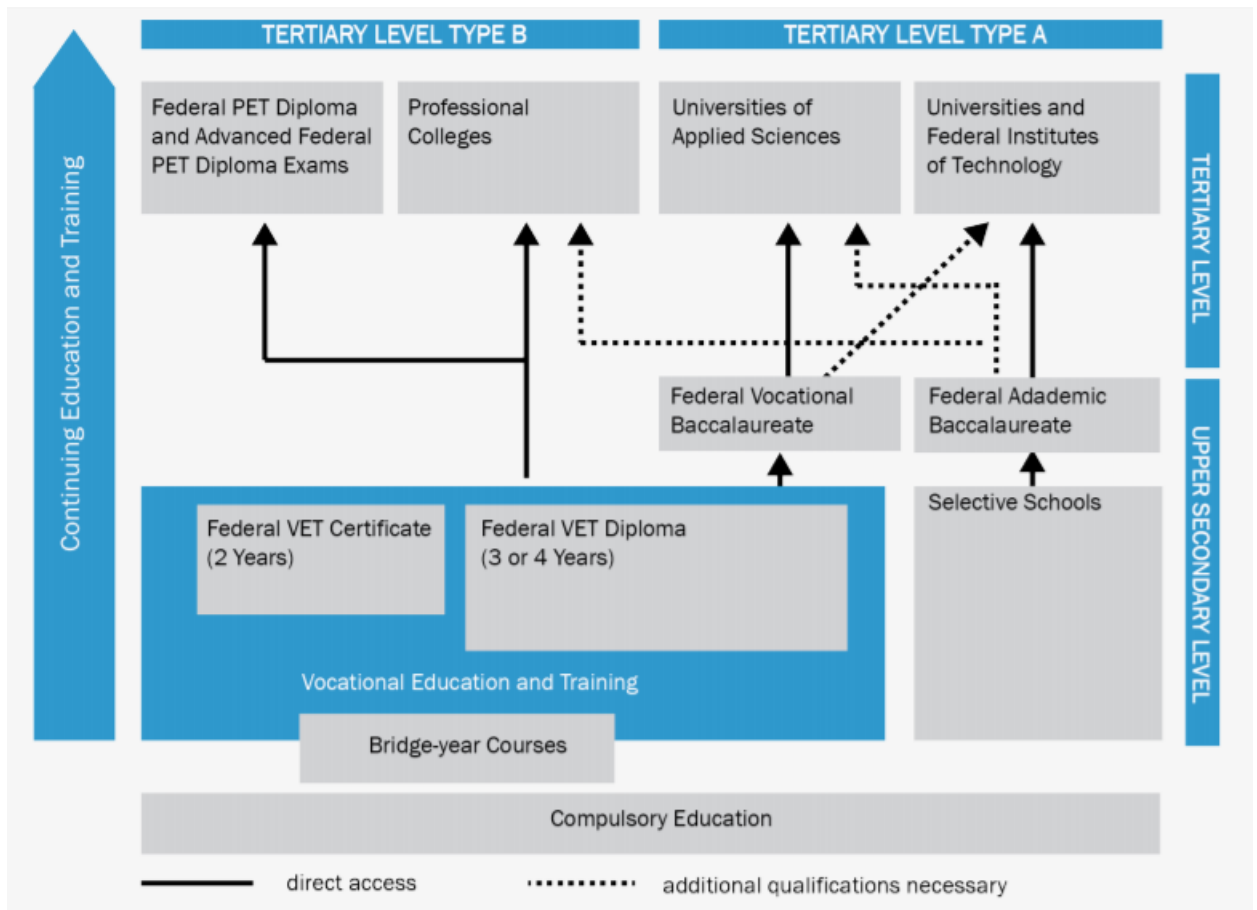 TERTIARY LEVEL TYPE B
TERTIARY LEVEL TYPE A
Continuing Education and Training
Federal PET Diploma
and Advanced Federal
PET Diploma Exams
Professional
Colleges
Universities of
Applied Sciences
Universities and
Federal Institutes
of Technology
TERTIARY LEVEL
Federal Vocational
Baccalaureate
Federal Adademic
Baccalaureate
UPPER SECONDARY LEVEL
Federal VET Certificate
(2 Years)
Federal VET Diploma
(3 or 4 Years)
Selective Schools
Vocational Education and Training
Bridge-year Courses
Compulsory Education
direct access
additional qualifications necessary